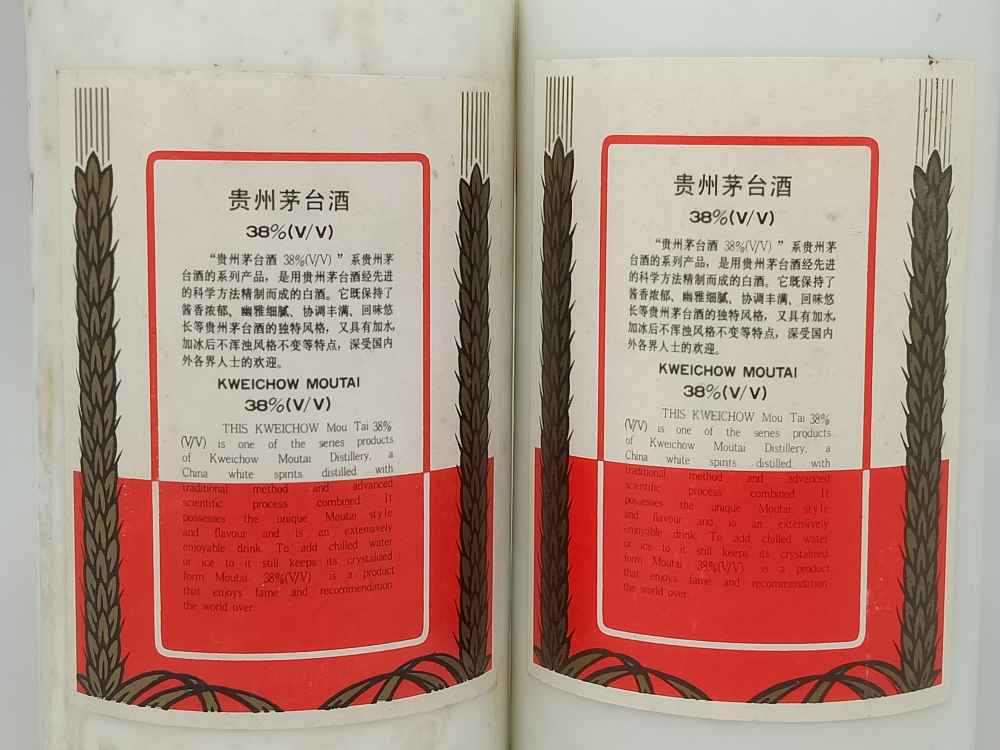 贵州茅台酒
38%(V/V)
“贵州茅台酒 38%(V/V)”系贵州茅
台酒的系列产品，是用贵州茅台酒经先进
的科学方法精制而成的白酒。它既保持了
酱香浓郁、幽雅细腻、协调丰满、回味悠
长等贵州茅台酒的独特风格，又具有加水，
加冰后不浑浊风格不变等特点，深受国内
外各界人士的欢迎。
KWEICHOW MOUTAI
38%(V/V)
THIS KWEICHOW Mou Tai 38%
(V/V) is one of the series products
of Kweichow Moutai Distillery, a
China white spirits distilled with
traditional method and advanced
scientific process combined It
possesses the unique Moutai style
and flavour and is an extensively
enjoyable drink. To add chilled water
or ice to it still keeps its crystalized
form Moutai 38%(V/V) is a product
that enjoys fame and recommendation
the world over
贵州茅台酒
38%(V/V)
“贵州茅台酒 38%(V/V)”系贵州茅
台酒的系列产品，是用贵州茅台酒经先进
的科学方法精制而成的白酒。它既保持了
酱香浓郁、幽雅细腻、协调丰满、回味悠
长等贵州茅台酒的独特风格，又具有加水，
加冰后不浑浊风格不变等特点，深受国内
外各界人士的欢迎。
KWEICHOW MOUTAI
38%(V/V)
THIS KWEICHOW Mou Tai 38%
(V/V) is one of the series products
of Kweichow Moutai Distillery, a
China white spirits distilled with
traditional method and advanced
scientific process combined It
possesses the unique Moutai style
and flavour and is an extensively
enjoyable drink. To add chilled water
or ice to it still keeps its crystalized
form Moutai 38%(V/V) is a product
that enjoys fame and recommendation
the world over.